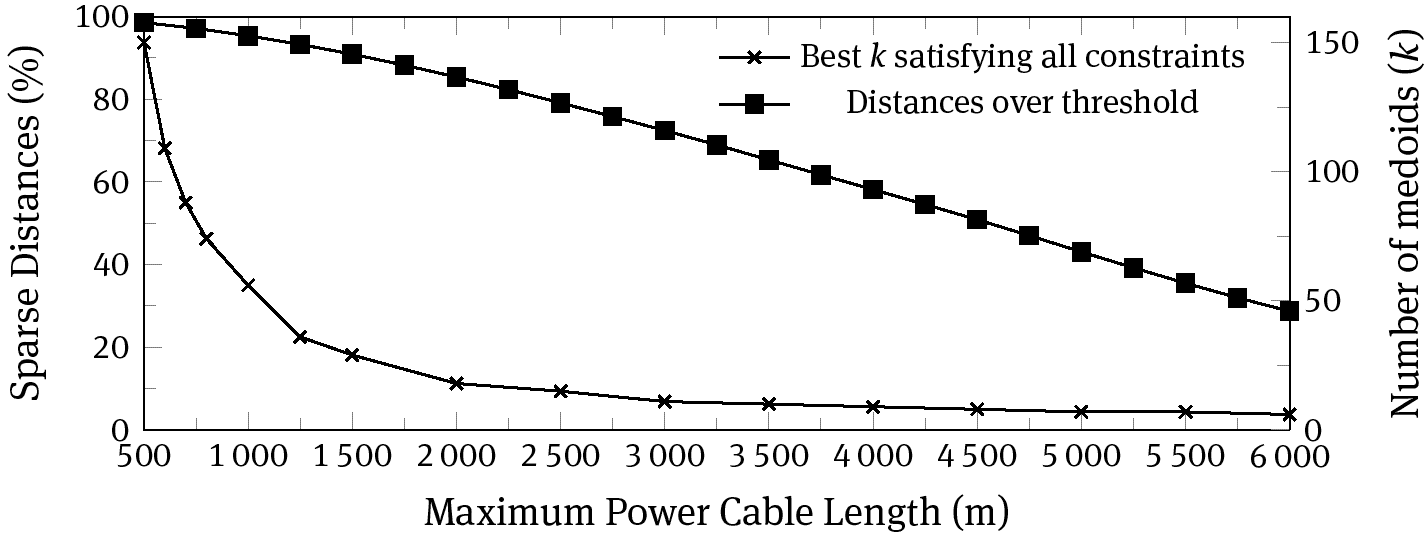 100
80
60
40
20
0
Sparse Distances (%)
Best k satisfying all constraints
Distances over threshold
150
100
50
0
Number of medoids (k)
500 1 000 1 500 2 000 2 500 3 000 3 500 4 000 4 500 5 000 5 500 6 000
Maximum Power Cable Length (m)